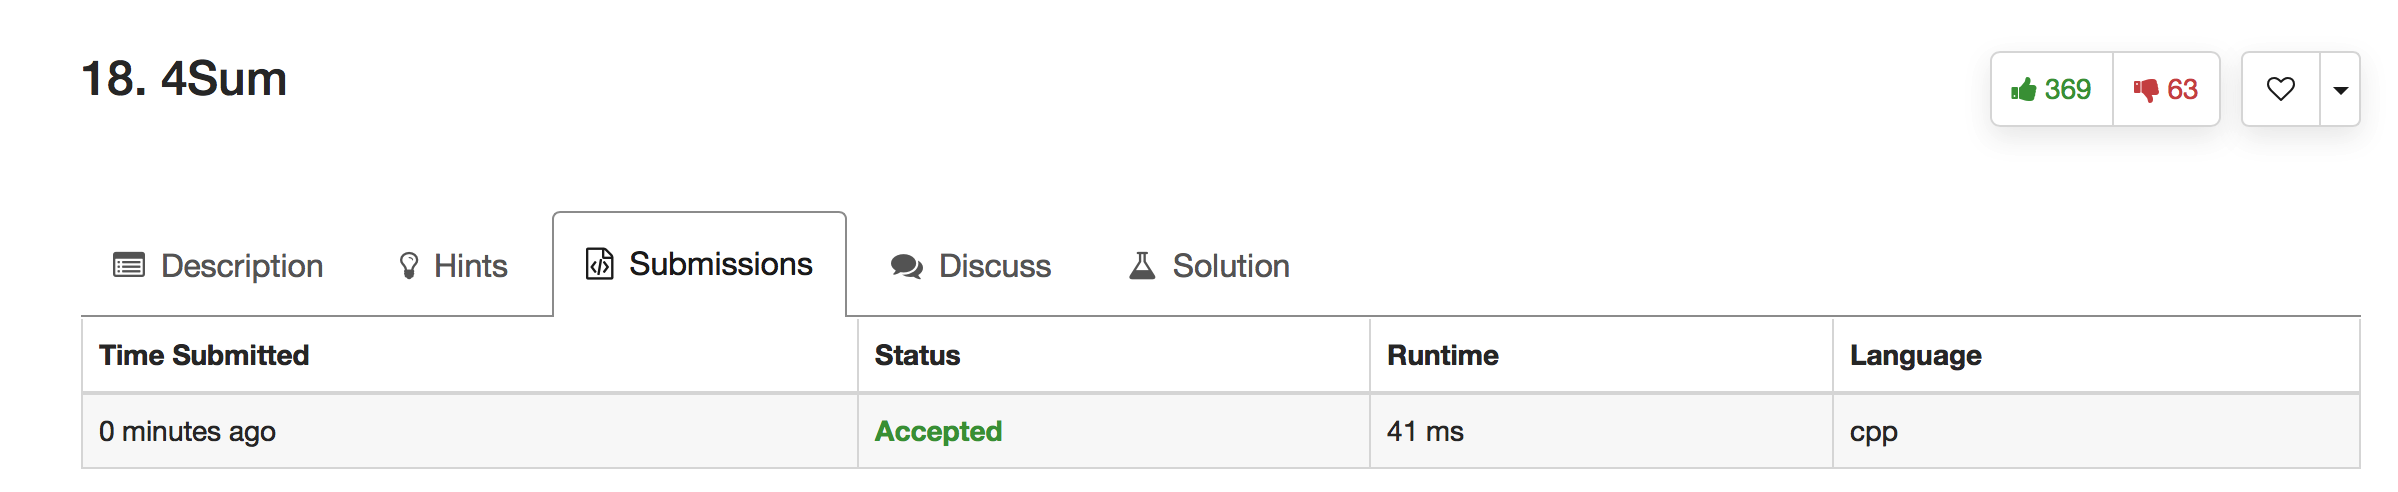 18. 4Sum
369 63
Description Hints Submissions Discuss Solution
Time Submitted Status Runtime Language
0 minutes ago Accepted 41 ms cpp